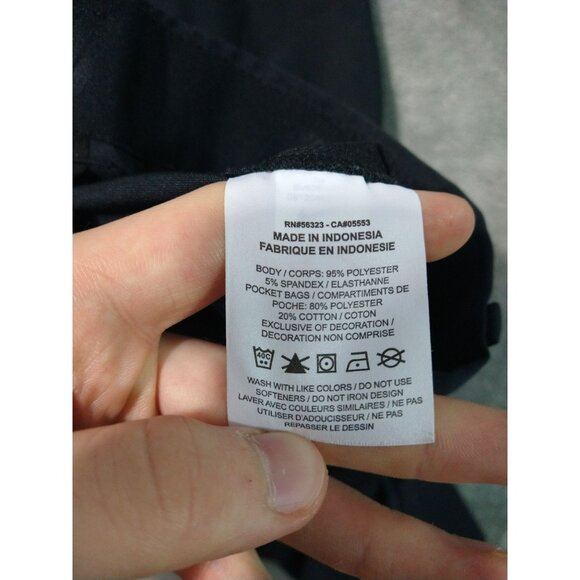 RN#56323 - CA#05553
MADE IN INDONESIA
FABRIQUE EN INDONESIE
BODY / CORPS: 95% POLYESTER
5% SPANDEX / ELASTHANNE
POCKET BAGS / COMPARTIMENTS DE
POCHE: 80% POLYESTER
20% COTTON / COTON
EXCLUSIVE OF DECORATION /
DECORATION NON COMPRISE
40C
WASH WITH LIKE COLORS / DO NOT USE
SOFTENERS / DO NOT IRON DESIGN
LAVER AVEC COULEURS SIMILAIRES / NE PAS
UTILISER D'ADOUCISSEUR / NE PAS
REPASSER LE DESSIN